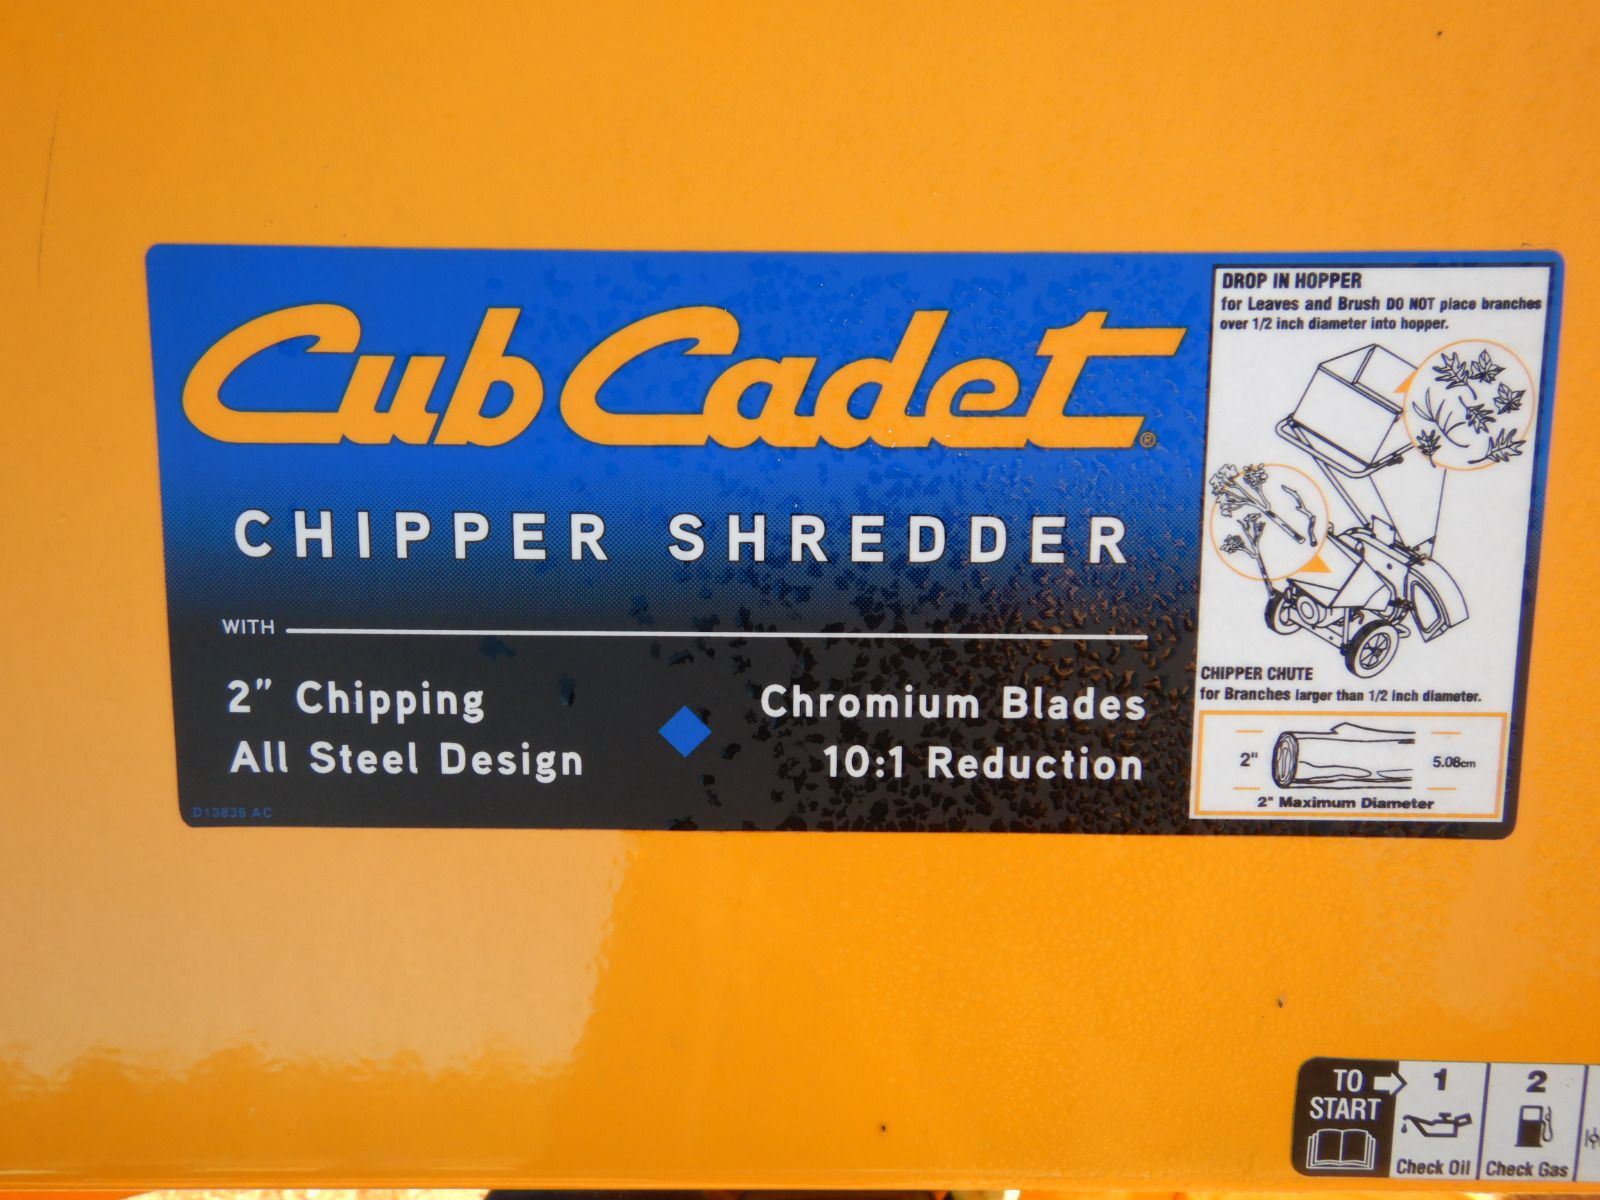 Cub Cadet®
CHIPPER SHREDDER
WITH
2" Chipping
All Steel Design
Chromium Blades
10:1 Reduction
D13836 AC
DROP IN HOPPER
for Leaves and Brush DO NOT place branches
over 1/2 inch diameter into hopper.
CHIPPER CHUTE
for Branches larger than 1/2 inch diameter.
2" 5.08cm
2" Maximum Diameter
TO START
1 2
Check Oil Check Gas